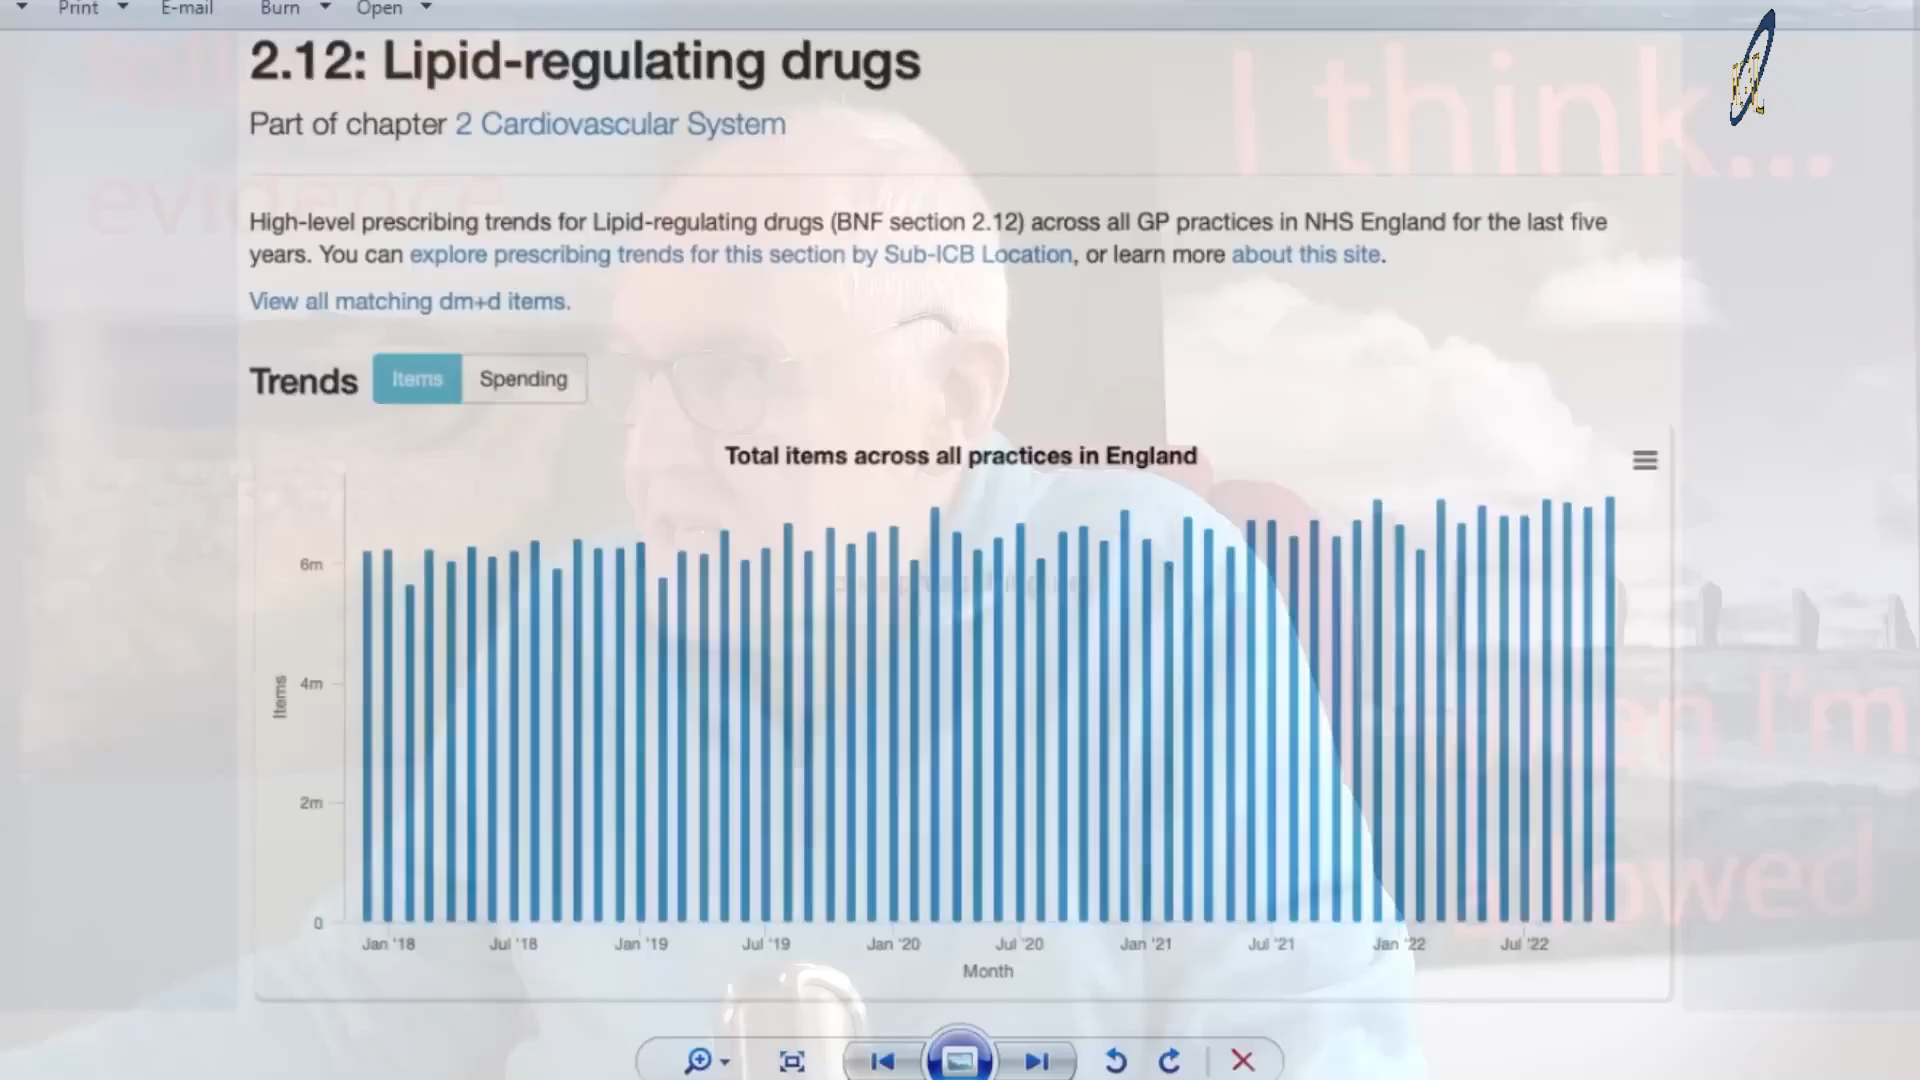 Print
E-mail
Burn
Open
2.12: Lipid-regulating drugs
Part of chapter 2 Cardiovascular System
I think...
evidence
High-level prescribing trends for Lipid-regulating drugs (BNF section 2.12) across all GP practices in NHS England for the last five
years. You can explore prescribing trends for this section by Sub-ICB Location, or learn more about this site.
View all matching dm+d items.
Trends
Items
Spending
Total items across all practices in England
6m
4m
2m
0
Items
Jan '18
Jul '18
Jan '19
Jul '19
Jan '20
Jul '20
Jan '21
Jul '21
Jan '22
Jul '22
Month
I'm
allowed